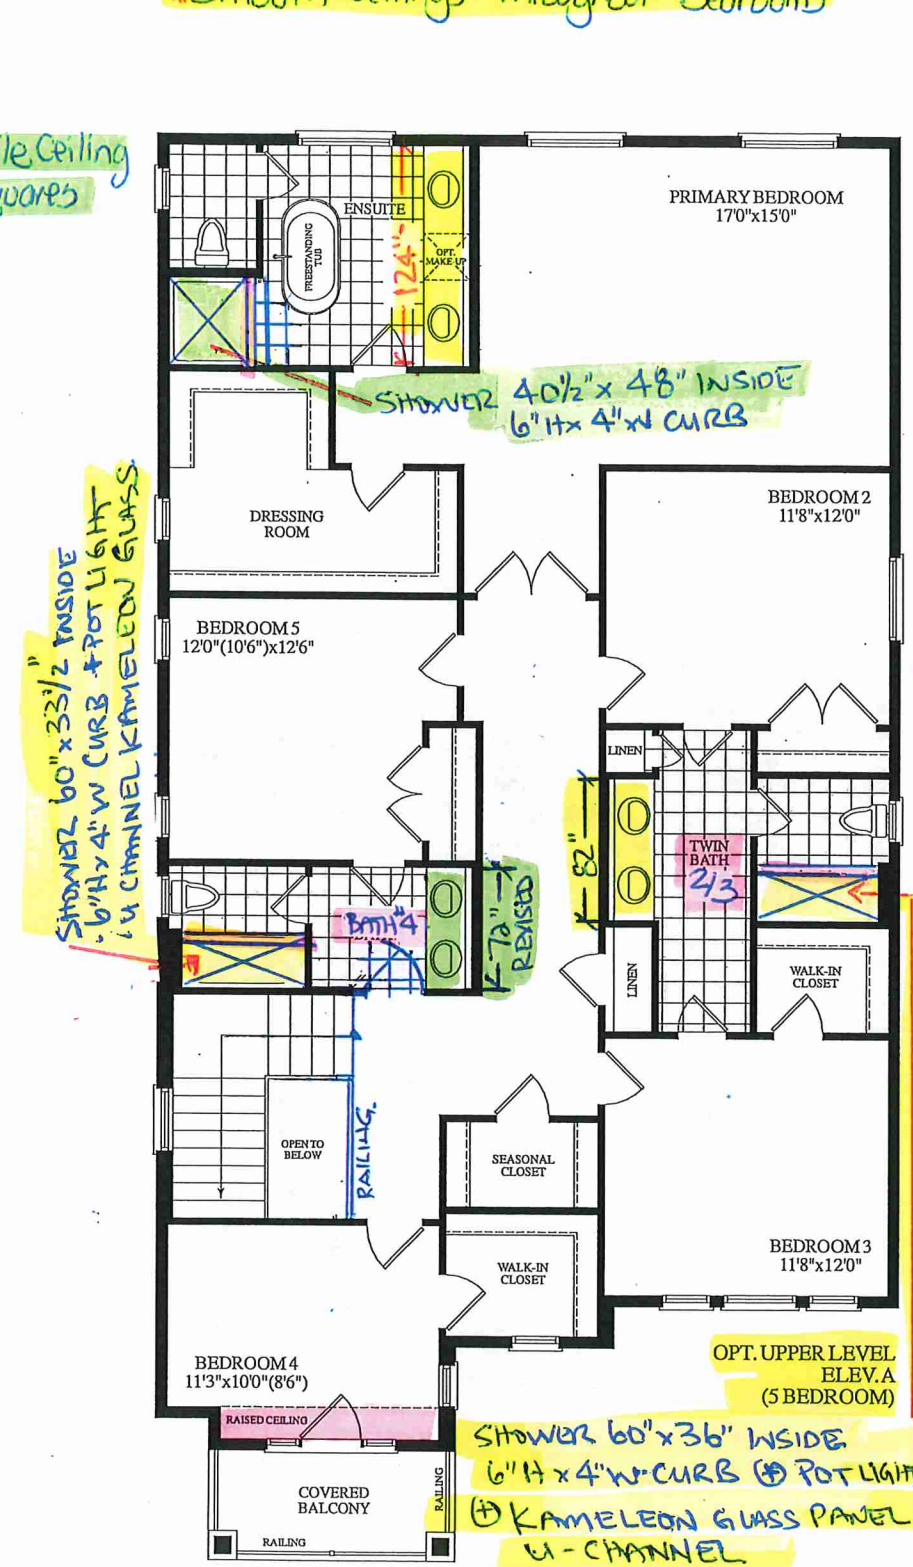 Smooth Ceilings throughout Bedrooms
Ceiling
PRIMARY BEDROOM
17'0"x15'0"
ENSUITE
FREESTANDING
TUB
OPT.
MAKE-UP
124"
SHOWER 40½" x 48" INSIDE
6"H x 4"W CURB
DRESSING
ROOM
BEDROOM 2
11'8"x12'0"
BEDROOM 5
12'0"(10'6")x12'6"
SHOWER 60" x 33½" INSIDE
6"H x 4"W CURB + POT LIGHT
U CHANNEL KAMELEON GLASS
LINEN
82"
TWIN
BATH
2/3
BATH #4
72"
REVISED
LINEN
WALK-IN
CLOSET
OPEN TO
BELOW
RAILING.
SEASONAL
CLOSET
WALK-IN
CLOSET
BEDROOM 3
11'8"x12'0"
BEDROOM 4
11'3"x10'0"(8'6")
RAISED CEILING
OPT. UPPER LEVEL
ELEV. A
(5 BEDROOM)
COVERED
BALCONY
RAILING
RAILING
SHOWER 60"x36" INSIDE
6"H x 4"W CURB (+) POT LIGHT
(+) KAMELEON GLASS PANEL
U-CHANNEL